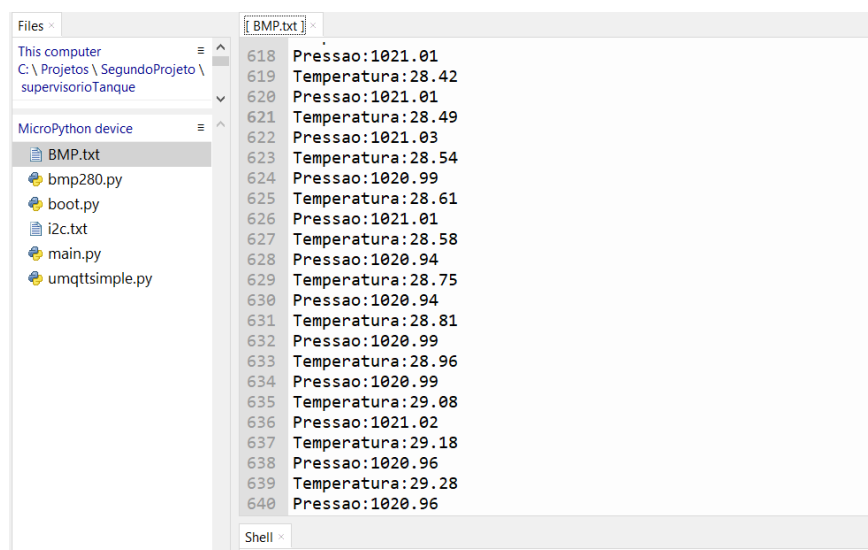 Files
This computer
C: \ Projetos \ SegundoProjeto \
supervisorioTanque
MicroPython device
BMP.txt
bmp280.py
boot.py
i2c.txt
main.py
umqttsimple.py
[ BMP.txt ]
618 Pressao:1021.01
619 Temperatura:28.42
620 Pressao:1021.01
621 Temperatura:28.49
622 Pressao:1021.03
623 Temperatura:28.54
624 Pressao:1020.99
625 Temperatura:28.61
626 Pressao:1021.01
627 Temperatura:28.58
628 Pressao:1020.94
629 Temperatura:28.75
630 Pressao:1020.94
631 Temperatura:28.81
632 Pressao:1020.99
633 Temperatura:28.96
634 Pressao:1020.99
635 Temperatura:29.08
636 Pressao:1021.02
637 Temperatura:29.18
638 Pressao:1020.96
639 Temperatura:29.28
640 Pressao:1020.96
Shell